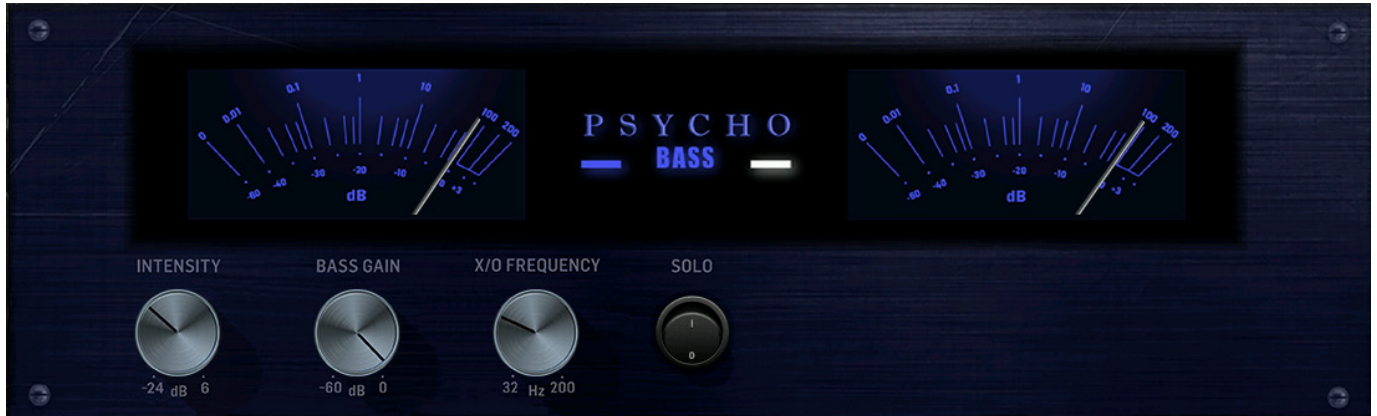 0 0.01 0.1 1 10 100 200
-60 -40 -30 -20 -10 0 +3
dB
PSYCHO
BASS
0 0.01 0.1 1 10 100 200
-60 -40 -30 -20 -10 0 +3
dB
INTENSITY
BASS GAIN
X/O FREQUENCY
SOLO
-24 dB 6
-60 dB 0
32 Hz 200
I
0